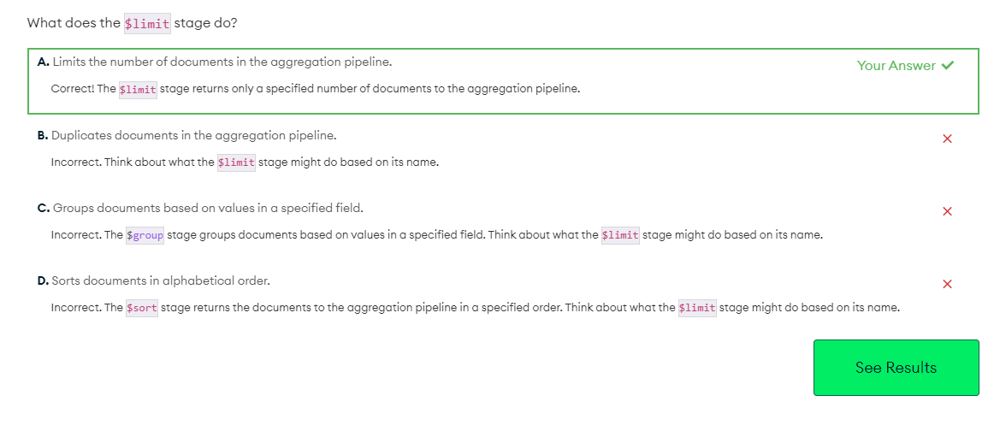 What does the $limit stage do?
A. Limits the number of documents in the aggregation pipeline.
Your Answer
Correct! The $limit stage returns only a specified number of documents to the aggregation pipeline.
B. Duplicates documents in the aggregation pipeline.
Incorrect. Think about what the $limit stage might do based on its name.
C. Groups documents based on values in a specified field.
Incorrect. The $group stage groups documents based on values in a specified field. Think about what the $limit stage might do based on its name.
D. Sorts documents in alphabetical order.
Incorrect. The $sort stage returns the documents to the aggregation pipeline in a specified order. Think about what the $limit stage might do based on its name.
See Results